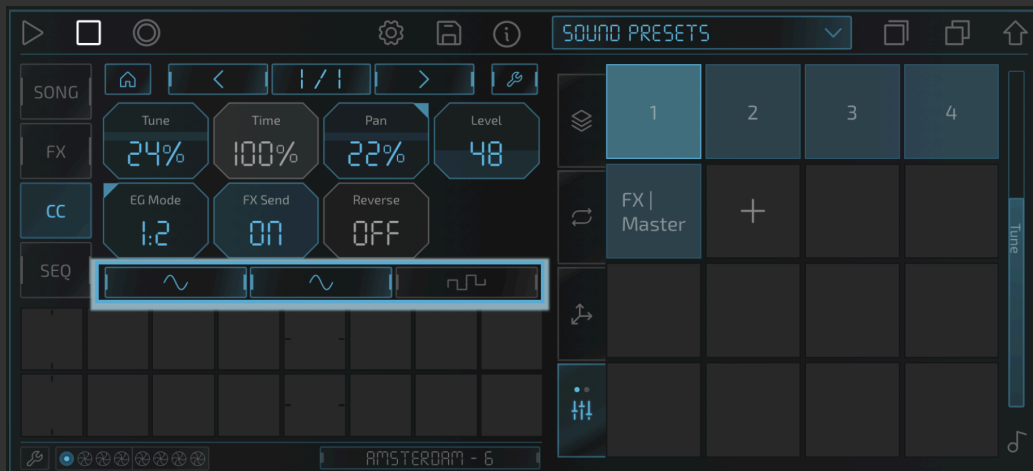 SOUND PRESETS
SONG
1/1
FX
Tune
24%
Time
100%
Pan
22%
Level
48
CC
EG Mode
1:2
FX Send
ON
Reverse
OFF
SEQ
1
2
3
4
FX |
Master
Tune
AMSTERDAM - 6